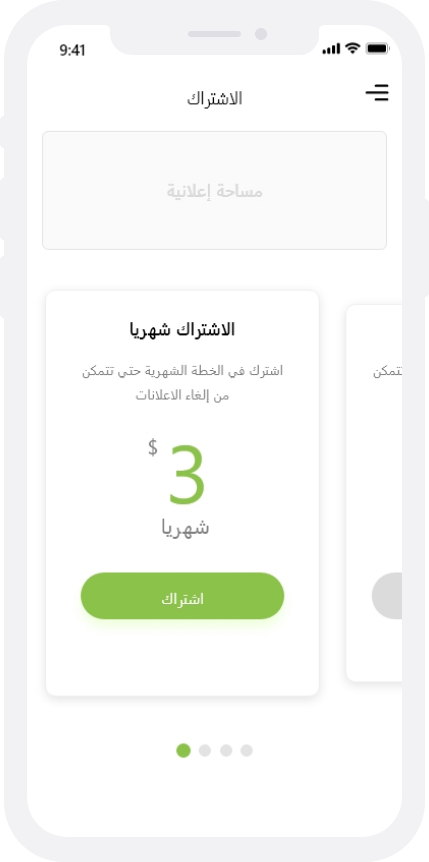 9:41
الاشتراك
مساحة إعلانية
الاشتراك شهريا
اشترك في الخطة الشهرية حتي تتمكن
من إلغاء الاعلانات
$
3
شهريا
اشتراك
تتمكن